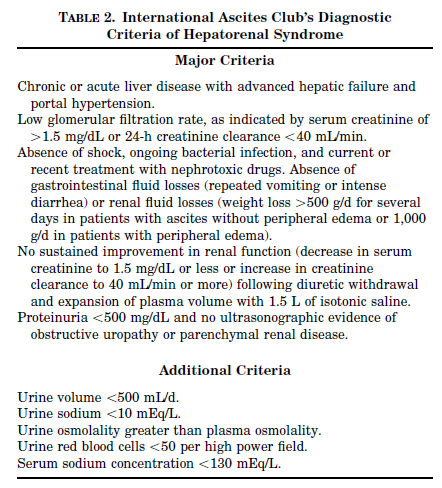 TABLE 2. International Ascites Club's Diagnostic
Criteria of Hepatorenal Syndrome
Major Criteria
Chronic or acute liver disease with advanced hepatic failure and
portal hypertension.
Low glomerular filtration rate, as indicated by serum creatinine of
>1.5 mg/dL or 24-h creatinine clearance <40 mL/min.
Absence of shock, ongoing bacterial infection, and current or
recent treatment with nephrotoxic drugs. Absence of
gastrointestinal fluid losses (repeated vomiting or intense
diarrhea) or renal fluid losses (weight loss >500 g/d for several
days in patients with ascites without peripheral edema or 1,000
g/d in patients with peripheral edema).
No sustained improvement in renal function (decrease in serum
creatinine to 1.5 mg/dL or less or increase in creatinine
clearance to 40 mL/min or more) following diuretic withdrawal
and expansion of plasma volume with 1.5 L of isotonic saline.
Proteinuria <500 mg/dL and no ultrasonographic evidence of
obstructive uropathy or parenchymal renal disease.
Additional Criteria
Urine volume <500 mL/d.
Urine sodium <10 mEq/L.
Urine osmolality greater than plasma osmolality.
Urine red blood cells <50 per high power field.
Serum sodium concentration <130 mEq/L.